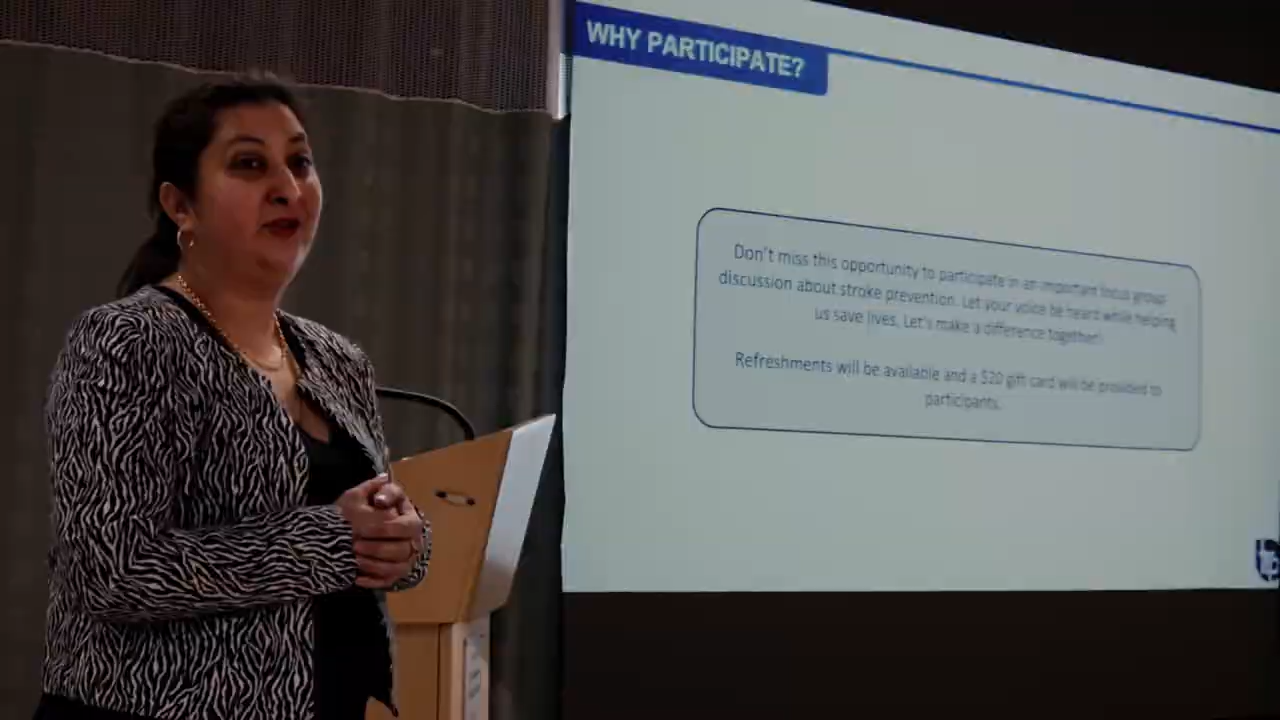 WHY PARTICIPATE?
Don't miss this opportunity to participate in an important focus group
discussion about stroke prevention. Let your voice be heard while helping
us save lives. Let's make a difference together!
Refreshments will be available and a $20 gift card will be provided to
participants.